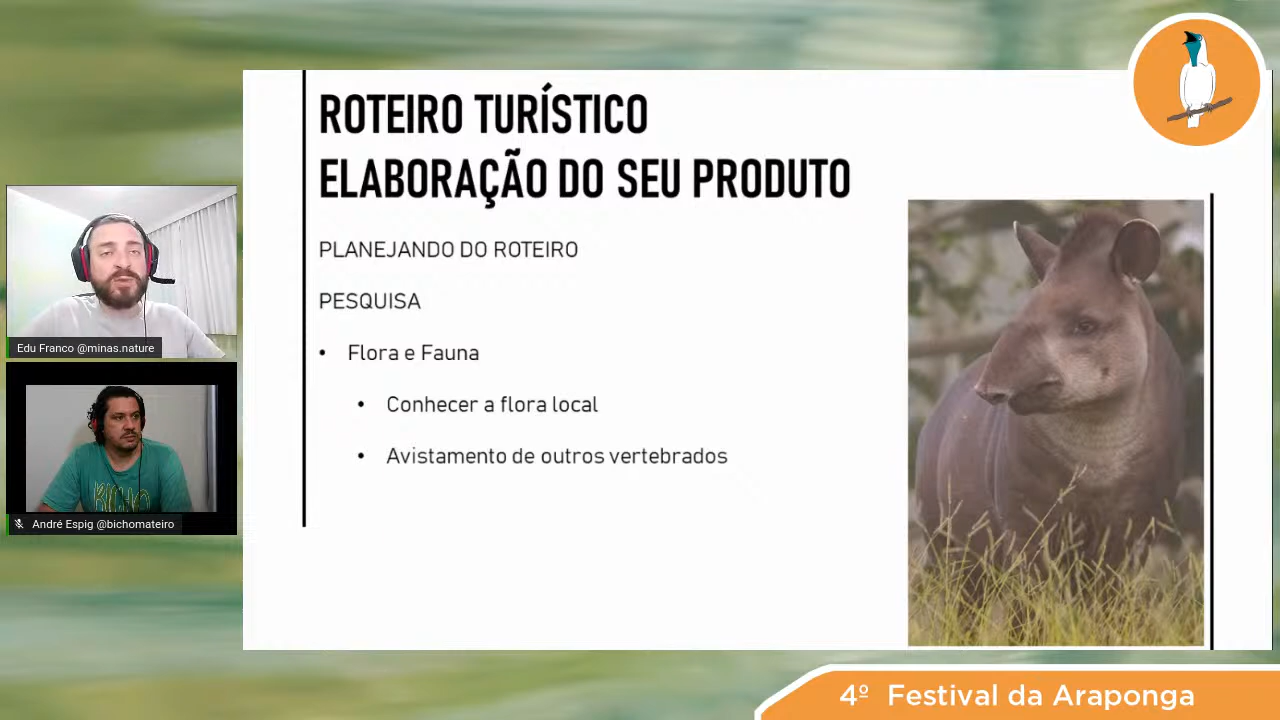 ROTEIRO TURÍSTICO
ELABORAÇÃO DO SEU PRODUTO
PLANEJANDO DO ROTEIRO
PESQUISA
• Flora e Fauna
• Conhecer a flora local
• Avistamento de outros vertebrados
Edu Franco @minas.nature
BICHO
André Espig @bichomateiro
4º Festival da Araponga